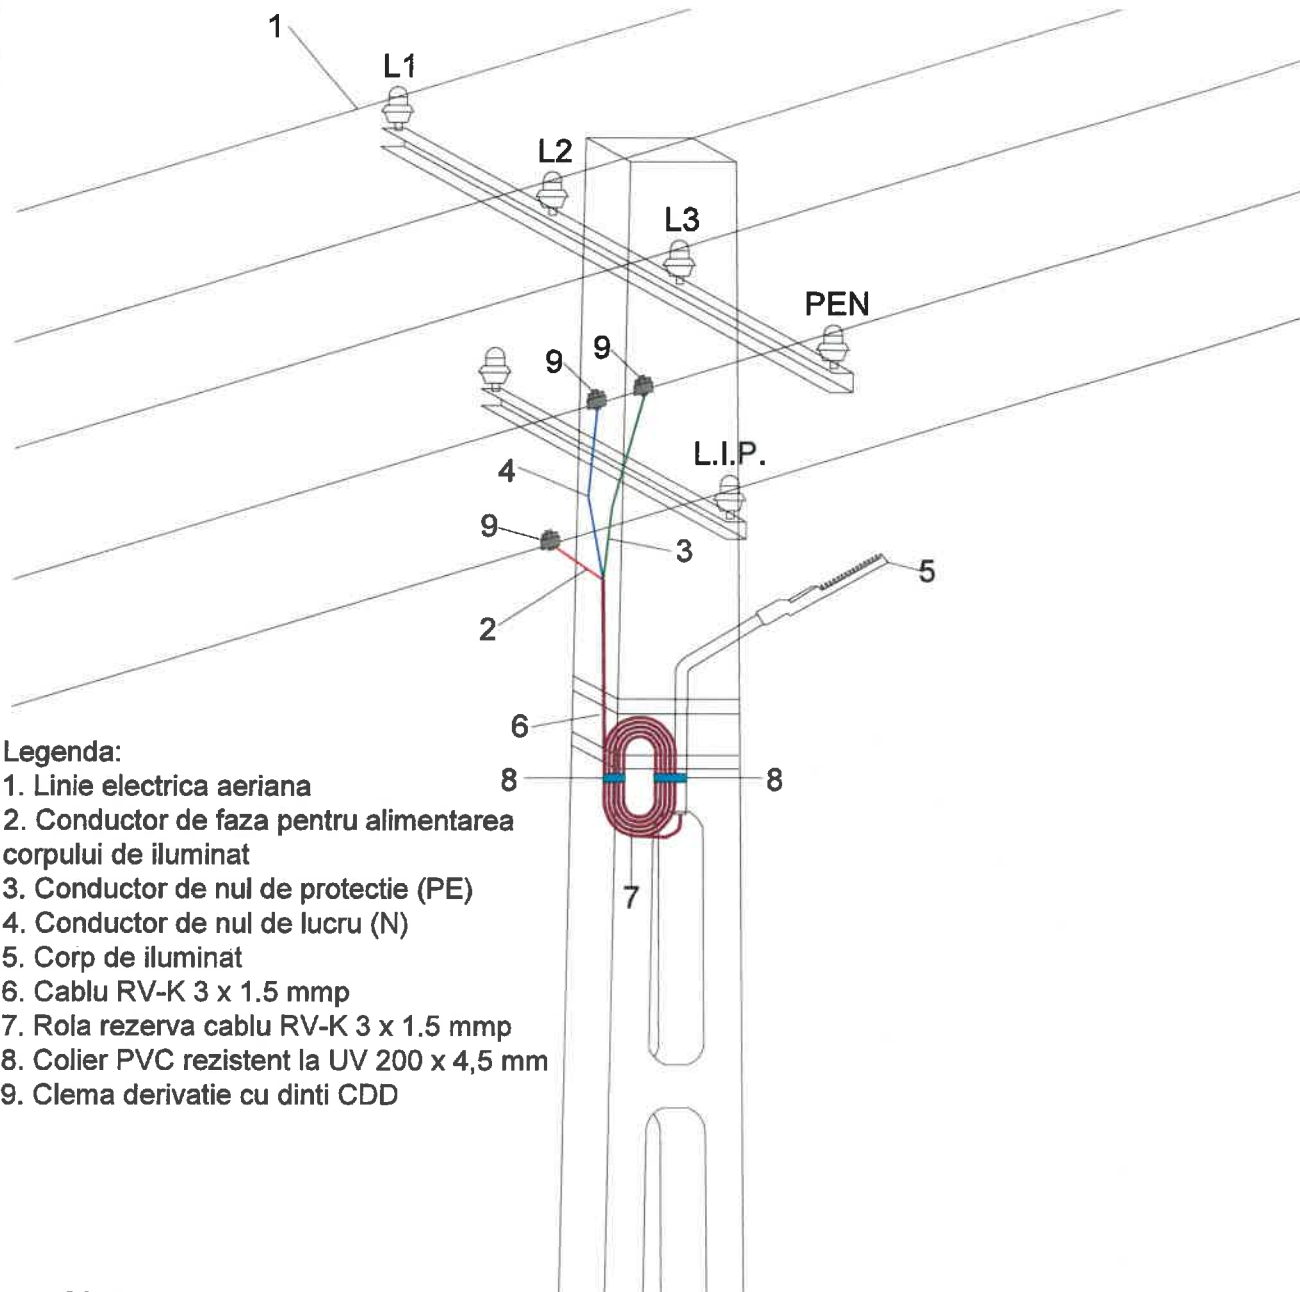 1
L1
L2
L3
PEN
9
9
4
L.I.P.
9
3
5
2
6
8
8
7
Legenda:
1. Linie electrica aeriana
2. Conductor de faza pentru alimentarea
corpului de iluminat
3. Conductor de nul de protectie (PE)
4. Conductor de nul de lucru (N)
5. Corp de iluminat
6. Cablu RV-K 3 x 1.5 mmp
7. Rola rezerva cablu RV-K 3 x 1.5 mmp
8. Colier PVC rezistent la UV 200 x 4,5 mm
9. Clema derivatie cu dinti CDD